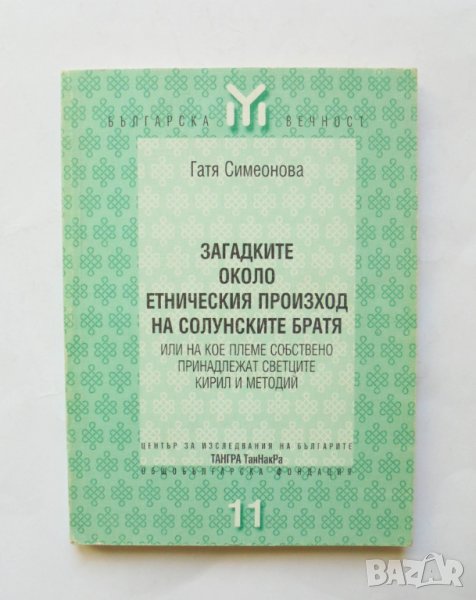 БЪЛГАРСКА ВЕЧНОСТ
Гатя Симеонова
ЗАГАДКИТЕ
ОКОЛО
ЕТНИЧЕСКИЯ ПРОИЗХОД
НА СОЛУНСКИТЕ БРАТЯ
ИЛИ НА КОЕ ПЛЕМЕ СОБСТВЕНО
ПРИНАДЛЕЖАТ СВЕТЦИТЕ
КИРИЛ И МЕТОДИЙ
ЦЕНТЪР ЗА ИЗСЛЕДВАНИЯ НА БЪЛГАРИТЕ
ТАНГРА ТанНакРа
ОБЩОБЪЛГАРСКА ФОНДАЦИЯ
11
BAZAR